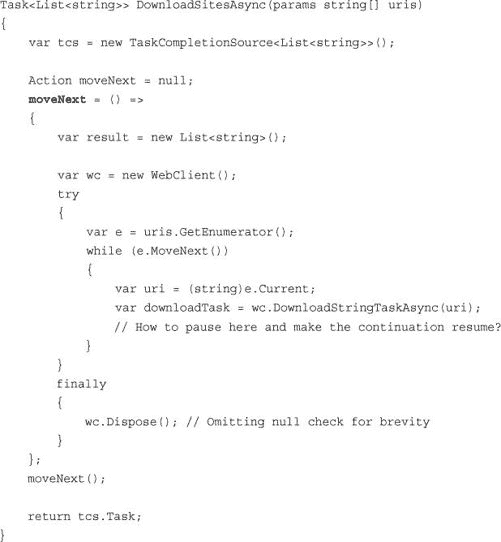 Task<List<string>> DownloadSitesAsync(params string[] uris)
{
    var tcs = new TaskCompletionSource<List<string>>();
    Action moveNext = null;
    moveNext = () =>
    {
        var result = new List<string>();
        var wc = new WebClient();
        try
        {
            var e = uris.GetEnumerator();
            while (e.MoveNext())
            {
                var uri = (string)e.Current;
                var downloadTask = wc.DownloadStringTaskAsync(uri);
                // How to pause here and make the continuation resume?
            }
        }
        finally
        {
            wc.Dispose(); // Omitting null check for brevity
        }
    };
    moveNext();
    return tcs.Task;
}